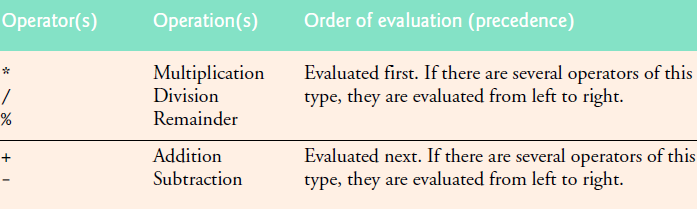 Operator(s) Operation(s) Order of evaluation (precedence)
* Multiplication Evaluated first. If there are several operators of this
/ Division type, they are evaluated from left to right.
% Remainder
+ Addition Evaluated next. If there are several operators of this
- Subtraction type, they are evaluated from left to right.